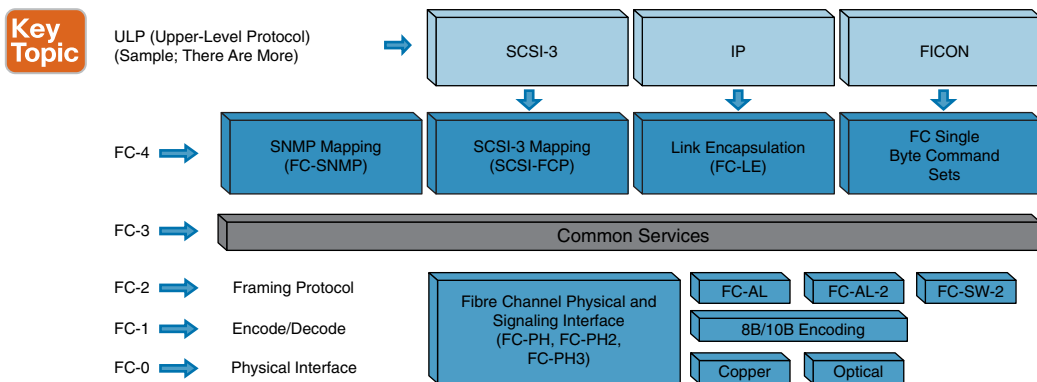 Key
Topic
ULP (Upper-Level Protocol)
(Sample; There Are More)
SCSI-3
IP
FICON
FC-4
SNMP Mapping
(FC-SNMP)
SCSI-3 Mapping
(SCSI-FCP)
Link Encapsulation
(FC-LE)
FC Single
Byte Command
Sets
FC-3
Common Services
FC-2
Framing Protocol
Fibre Channel Physical and
Signaling Interface
(FC-PH, FC-PH2,
FC-PH3)
FC-AL
FC-AL-2
FC-SW-2
FC-1
Encode/Decode
8B/10B Encoding
FC-0
Physical Interface
Copper
Optical